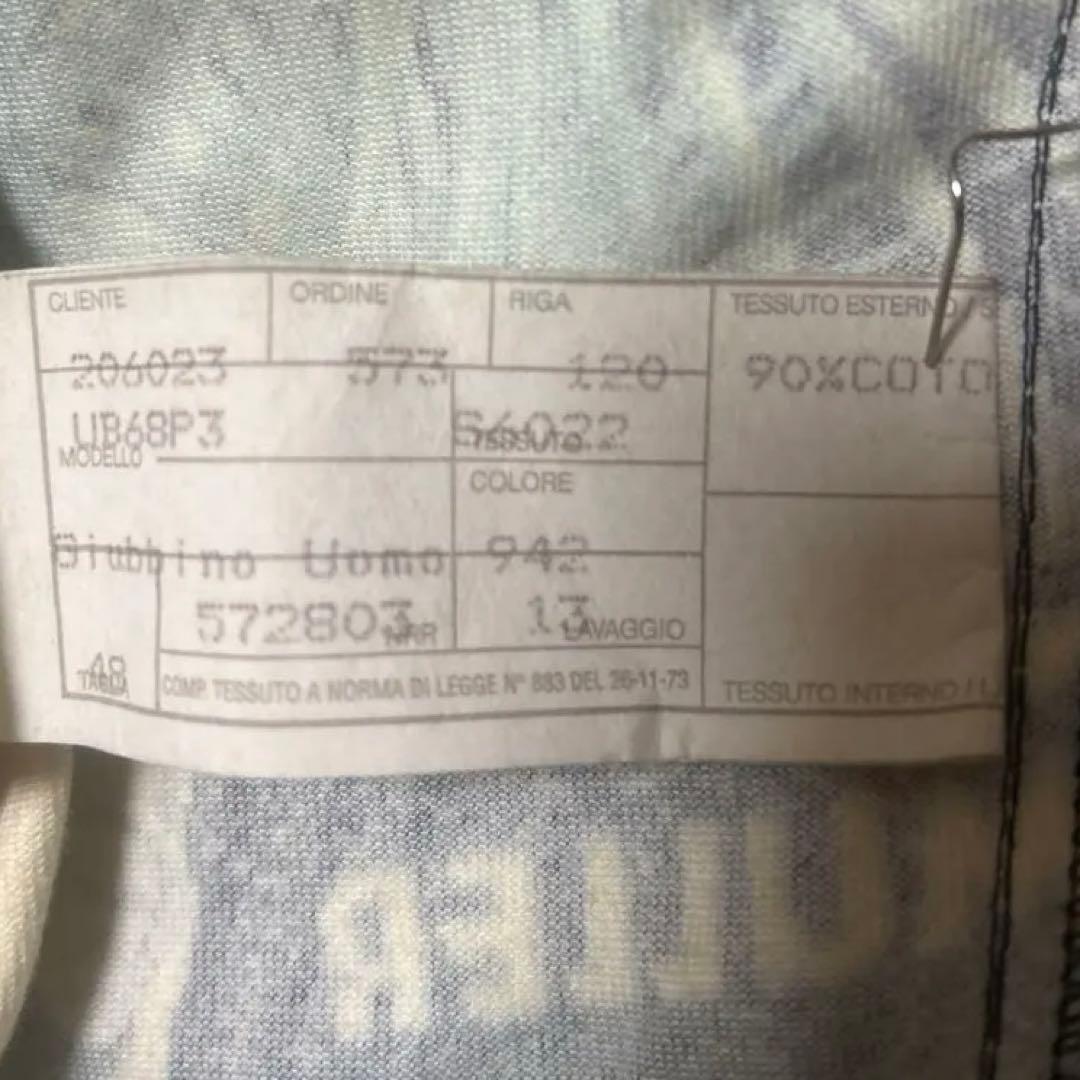 CLIENTE ORDINE RIGA TESSUTO ESTERNO / S
206023 573 120 90%COTO
UB68P3 S6022
MODELLO TESSUTO
COLORE
Giubbino Uomo 942
572803 13
NRR LAVAGGIO
48
TAGLIA COMP. TESSUTO A NORMA DI LEGGE N° 883 DEL 26-11-73 TESSUTO INTERNO / L